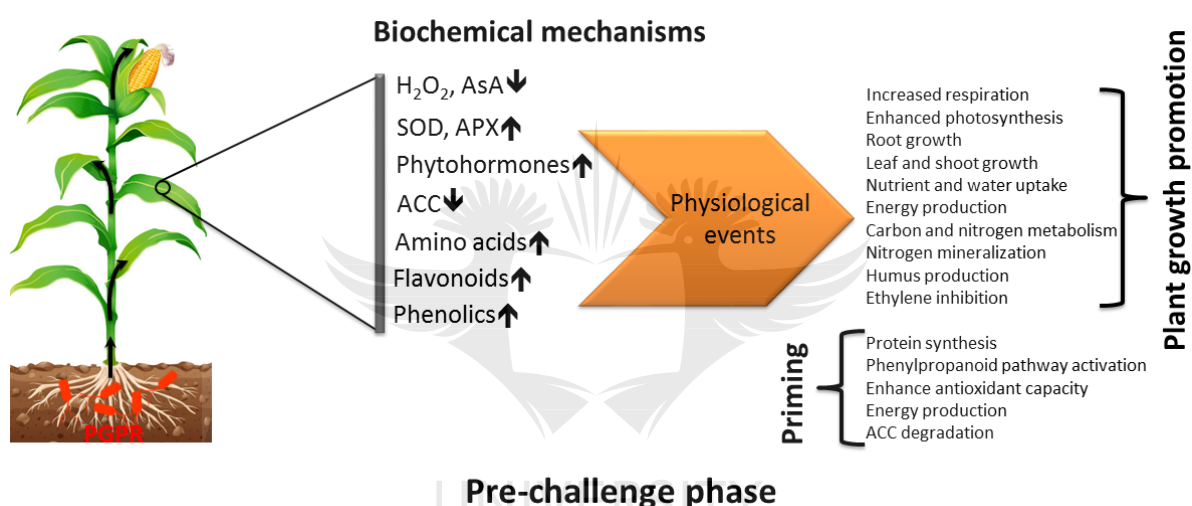 Biochemical mechanisms
H₂O₂, AsA↓
SOD, APX↑
Phytohormones↑
ACC↓
Amino acids↑
Flavonoids↑
Phenolics↑
Physiological
events
Increased respiration
Enhanced photosynthesis
Root growth
Leaf and shoot growth
Nutrient and water uptake
Energy production
Carbon and nitrogen metabolism
Nitrogen mineralization
Humus production
Ethylene inhibition
Plant growth promotion
Priming
Protein synthesis
Phenylpropanoid pathway activation
Enhance antioxidant capacity
Energy production
ACC degradation
PGPR
Pre-challenge phase